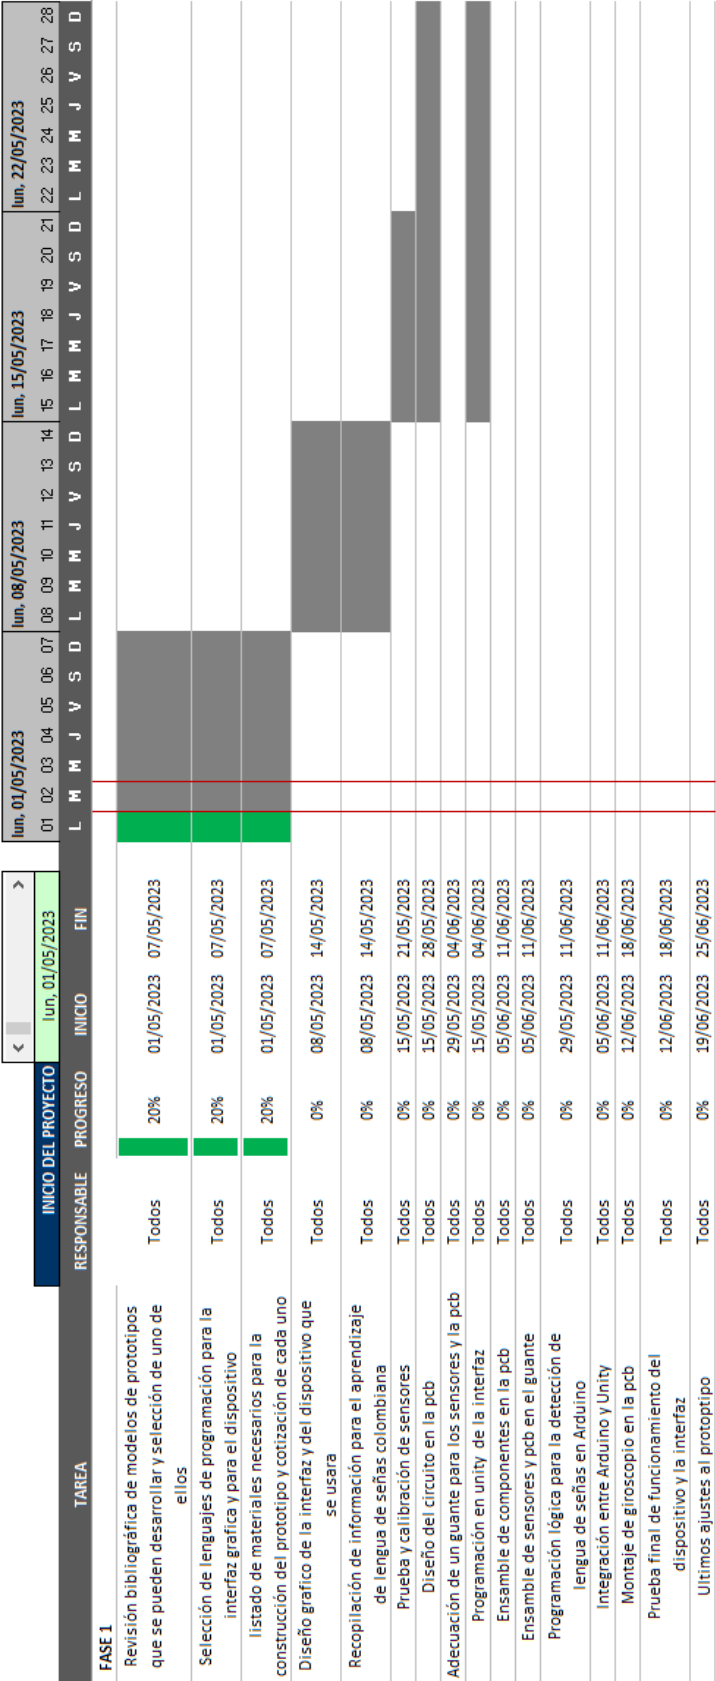 INICIO DEL PROYECTO lun, 01/05/2023 lun, 01/05/2023 lun, 08/05/2023 lun, 15/05/2023 lun, 22/05/2023
01 02 03 04 05 06 07 08 09 10 11 12 13 14 15 16 17 18 19 20 21 22 23 24 25 26 27 28
TAREA RESPONSABLE PROGRESO INICIO FIN L M M J V S D L M M J V S D L M M J V S D L M M J V S D
FASE 1
Revisión bibliográfica de modelos de prototipos
que se pueden desarrollar y selección de uno de
ellos
Todos 20% 01/05/2023 07/05/2023
Selección de lenguajes de programación para la
interfaz grafica y para el dispositivo
Todos 20% 01/05/2023 07/05/2023
listado de materiales necesarios para la
construcción del prototipo y cotización de cada uno
Todos 20% 01/05/2023 07/05/2023
Diseño grafico de la interfaz y del dispositivo que
se usara
Todos 0% 08/05/2023 14/05/2023
Recopilación de información para el aprendizaje
de lengua de señas colombiana
Todos 0% 08/05/2023 14/05/2023
Prueba y calibración de sensores Todos 0% 15/05/2023 21/05/2023
Diseño del circuito en la pcb Todos 0% 15/05/2023 28/05/2023
Adecuación de un guante para los sensores y la pcb Todos 0% 29/05/2023 04/06/2023
Programación en unity de la interfaz Todos 0% 15/05/2023 04/06/2023
Ensamble de componentes en la pcb Todos 0% 05/06/2023 11/06/2023
Ensamble de sensores y pcb en el guante Todos 0% 05/06/2023 11/06/2023
Programación lógica para la detección de
lengua de señas en Arduino
Todos 0% 29/05/2023 11/06/2023
Integración entre Arduino y Unity Todos 0% 05/06/2023 11/06/2023
Montaje de giroscopio en la pcb Todos 0% 12/06/2023 18/06/2023
Prueba final de funcionamiento del
dispositivo y la interfaz
Todos 0% 12/06/2023 18/06/2023
Ultimos ajustes al protoptipo Todos 0% 19/06/2023 25/06/2023